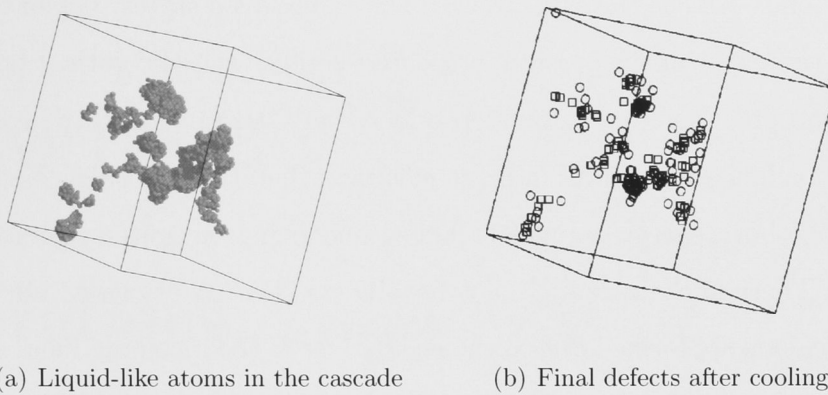 (a) Liquid-like atoms in the cascade
(b) Final defects after cooling